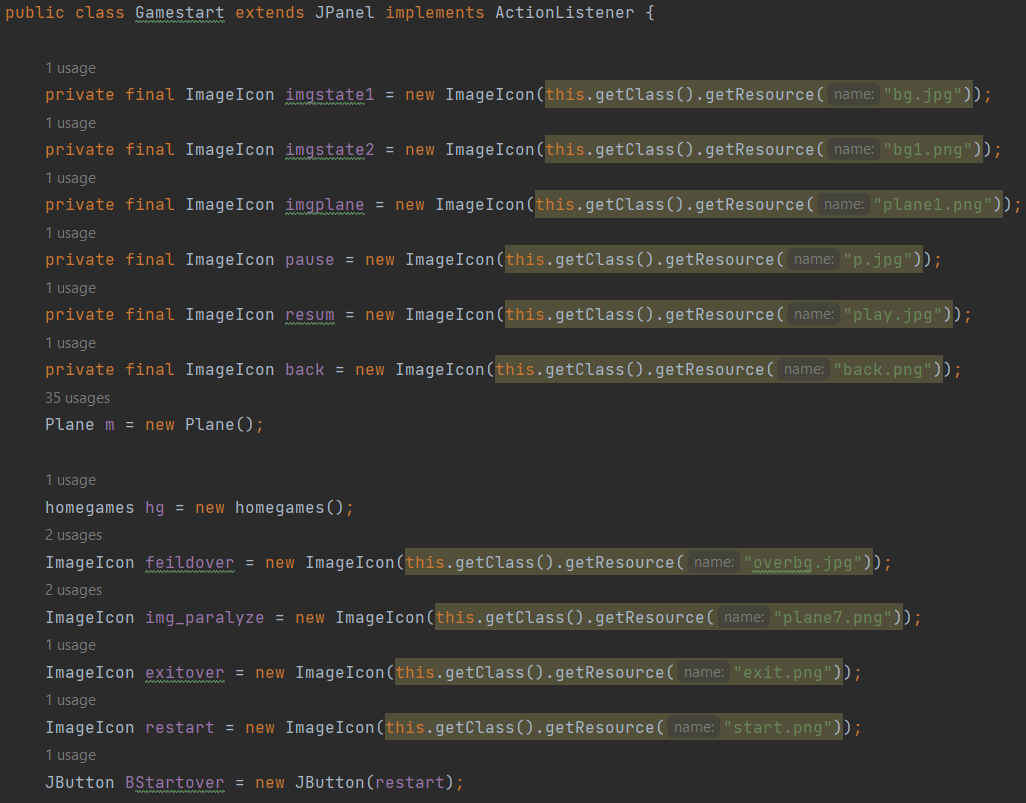 public class Gamestart extends JPanel implements ActionListener {
1 usage
private final ImageIcon imgstate1 = new ImageIcon(this.getClass().getResource( name: "bg.jpg"));
1 usage
private final ImageIcon imgstate2 = new ImageIcon(this.getClass().getResource( name: "bg1.png"));
1 usage
private final ImageIcon imgplane = new ImageIcon(this.getClass().getResource( name: "plane1.png"));
1 usage
private final ImageIcon pause = new ImageIcon(this.getClass().getResource( name: "p.jpg"));
1 usage
private final ImageIcon resum = new ImageIcon(this.getClass().getResource( name: "play.jpg"));
1 usage
private final ImageIcon back = new ImageIcon(this.getClass().getResource( name: "back.png"));
35 usages
Plane m = new Plane();
1 usage
homegames hg = new homegames();
2 usages
ImageIcon feildover = new ImageIcon(this.getClass().getResource( name: "overbg.jpg"));
2 usages
ImageIcon img_paralyze = new ImageIcon(this.getClass().getResource( name: "plane7.png"));
1 usage
ImageIcon exitover = new ImageIcon(this.getClass().getResource( name: "exit.png"));
1 usage
ImageIcon restart = new ImageIcon(this.getClass().getResource( name: "start.png"));
1 usage
JButton BStartover = new JButton(restart);